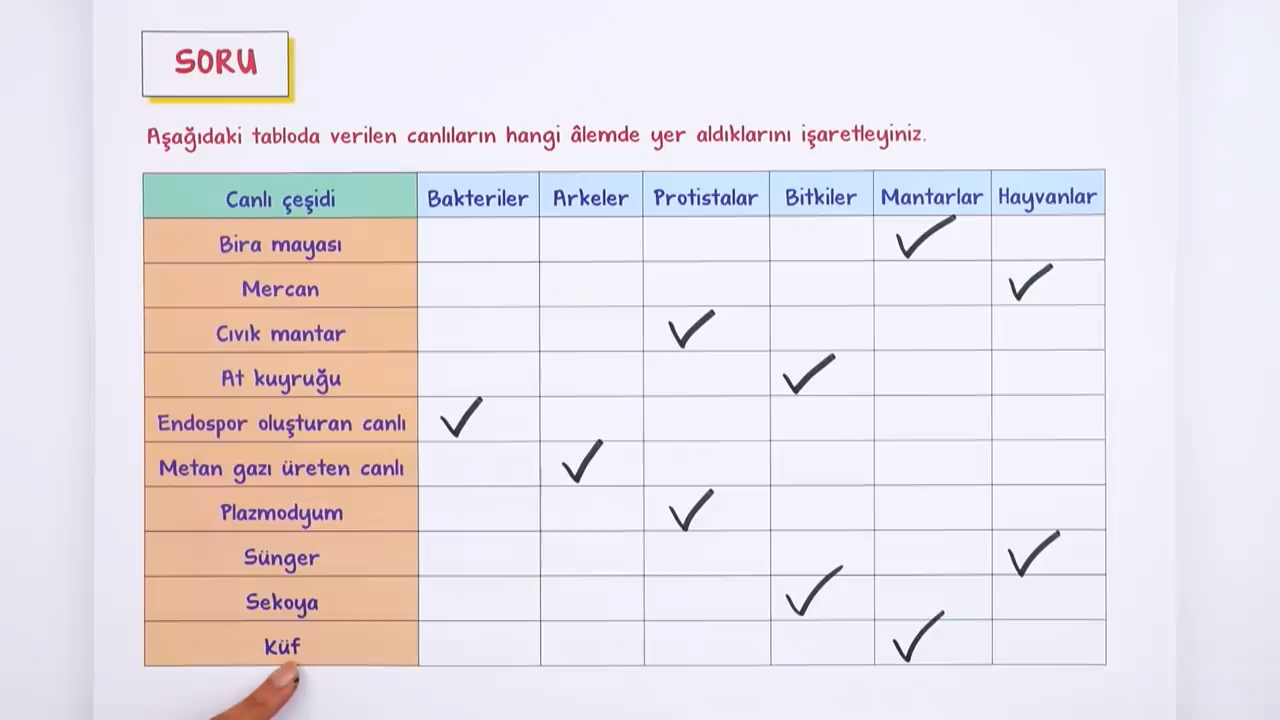 SORU
Aşağıdaki tabloda verilen canlıların hangi âlemde yer aldıklarını işaretleyiniz.
Canlı çeşidi Bakteriler Arkeler Protistalar Bitkiler Mantarlar Hayvanlar
Bira mayası
Mercan
Cıvık mantar
At kuyruğu
Endospor oluşturan canlı
Metan gazı üreten canlı
Plazmodyum
Sünger
Sekoya
Küf